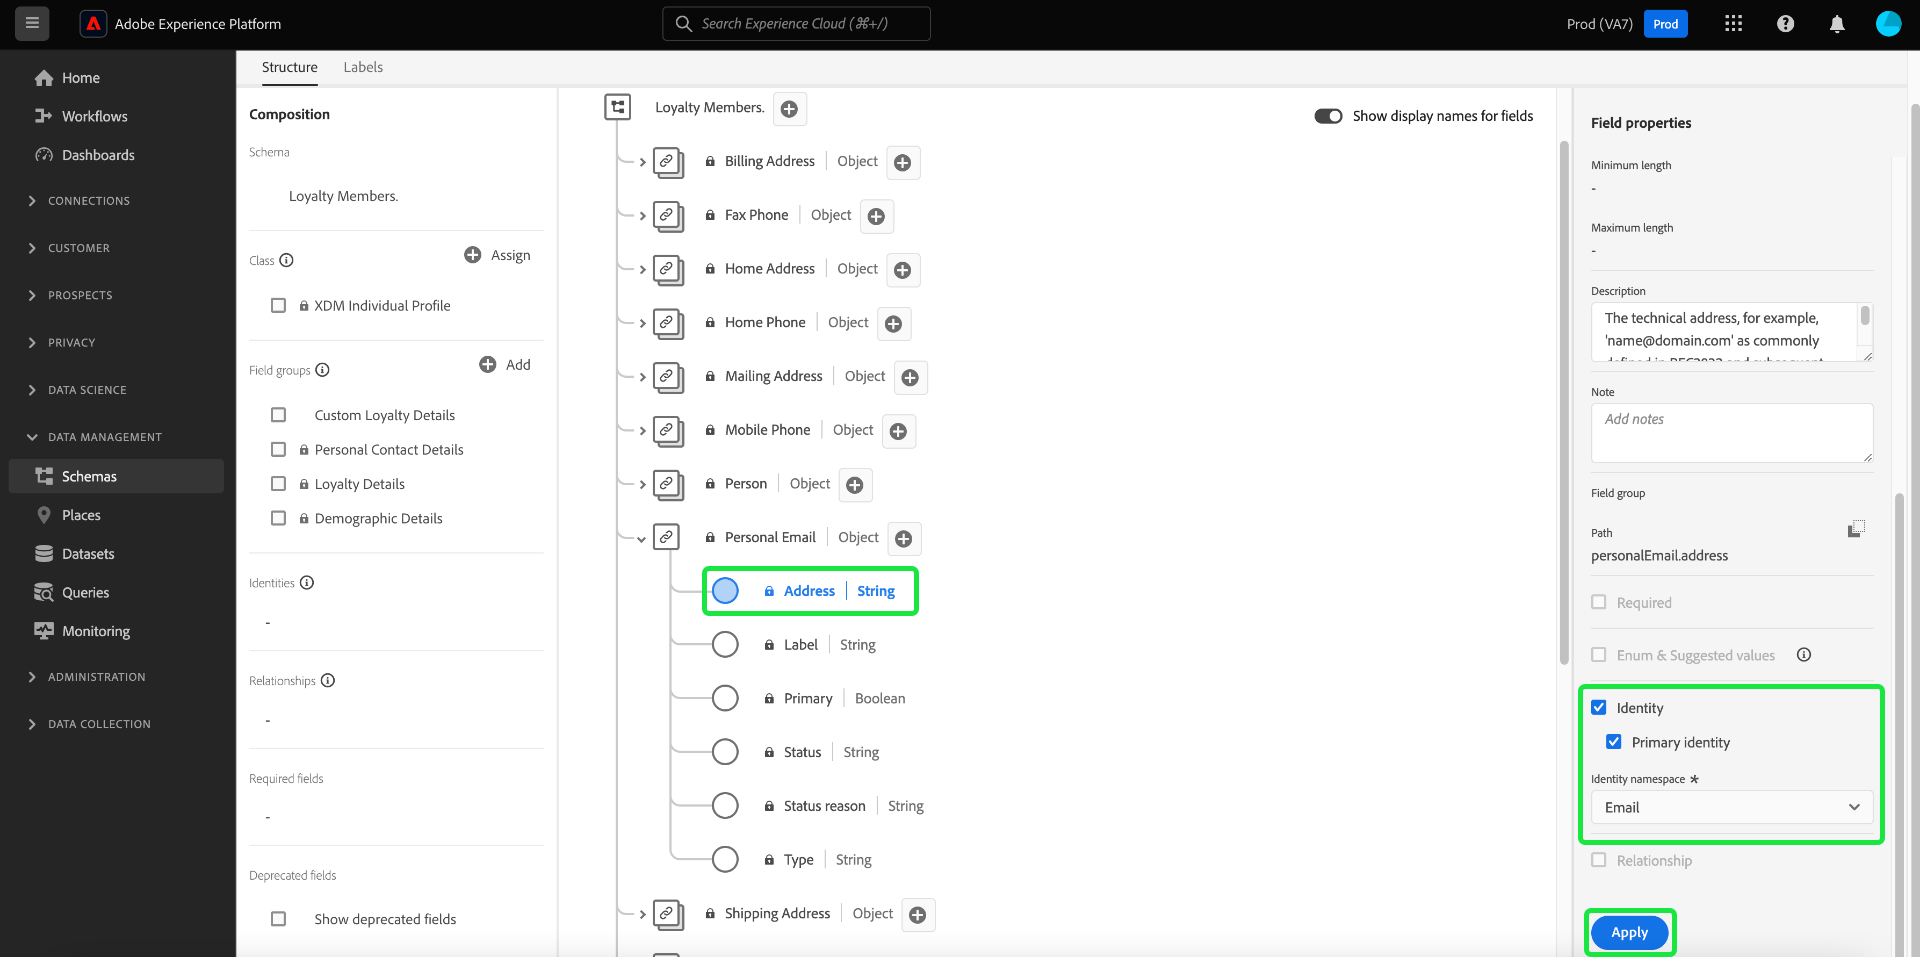 Adobe Experience Platform
Search Experience Cloud (⌘+/)
Prod (VA7)
Prod
Home
Workflows
Dashboards
CONNECTIONS
CUSTOMER
PROSPECTS
PRIVACY
DATA SCIENCE
DATA MANAGEMENT
Schemas
Places
Datasets
Queries
Monitoring
ADMINISTRATION
DATA COLLECTION
Structure
Labels
Composition
Schema
Loyalty Members.
Class
Assign
XDM Individual Profile
Field groups
Add
Custom Loyalty Details
Personal Contact Details
Loyalty Details
Demographic Details
Identities
-
Relationships
-
Required fields
-
Deprecated fields
Show deprecated fields
Loyalty Members.
Show display names for fields
Billing Address | Object
Fax Phone | Object
Home Address | Object
Home Phone | Object
Mailing Address | Object
Mobile Phone | Object
Person | Object
Personal Email | Object
Address | String
Label | String
Primary | Boolean
Status | String
Status reason | String
Type | String
Shipping Address | Object
Field properties
Minimum length
-
Maximum length
-
Description
The technical address, for example,
'name@domain.com' as commonly
defined in RFC2822 and subsequent
Note
Add notes
Field group
Path
personalEmail.address
Required
Enum & Suggested values
Identity
Primary identity
Identity namespace *
Email
Relationship
Apply